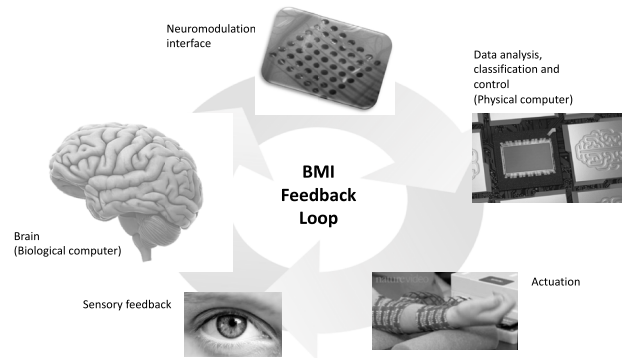 Neuromodulation
interface
Data analysis,
classification and
control
(Physical computer)
BMI
Feedback
Loop
Brain
(Biological computer)
Sensory feedback
Actuation